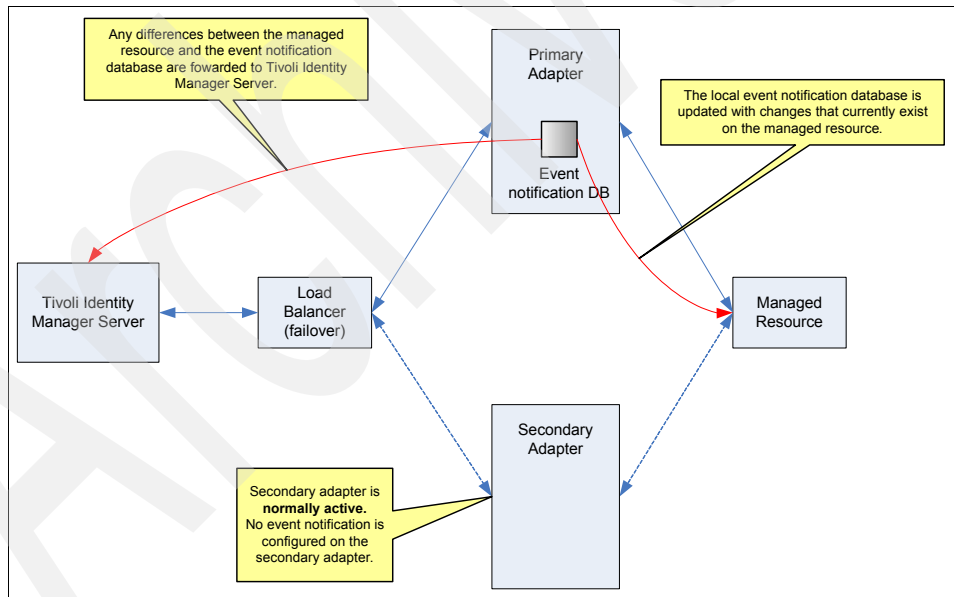 Any differences between the managed
resource and the event notification
database are fowarded to Tivoli Identity
Manager Server.
Primary
Adapter
The local event notification database is
updated with changes that currently exist
on the managed resource.
Event
notification DB
Tivoli Identity
Manager Server
Load
Balancer
(failover)
Managed
Resource
Secondary
Adapter
Secondary adapter is
normally active.
No event notification is
configured on the
secondary adapter.